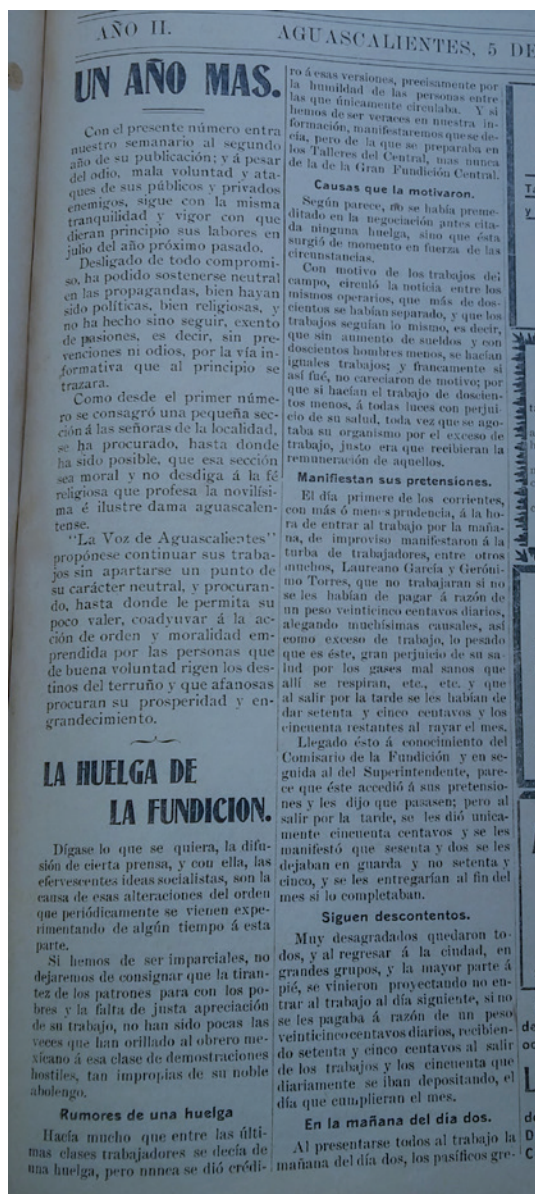 AÑO II.
AGUASCALIENTES, 5 DE
UN AÑO MAS.
Con el presente número entra
nuestro semanario al segundo
año de su publicación; y á pesar
del odio, mala voluntad y ata-
ques de sus públicos y privados
enemigos, sigue con la misma
tranquilidad y vigor con que
dieran principio sus labores en
julio del año próximo pasado.
Desligado de todo compromi-
so, ha podido sostenerse neutral
en las propagandas, bien hayan
sido políticas, bien religiosas, y
no ha hecho sino seguir, exento
de pasiones, es decir, sin pre-
venciones ni odios, por la vía in-
formativa que al principio se
trazara.
Como desde el primer núme-
ro se consagró una pequeña sec-
ción á las señoras de la localidad,
se ha procurado, hasta donde
ha sido posible, que esa sección
sea moral y no desdiga á la fé
religiosa que profesa la novilísi-
ma é ilustre dama aguascalen-
tense.
"La Voz de Aguascalientes"
propónese continuar sus traba-
jos sin apartarse un punto de
su carácter neutral, y procuran-
do, hasta donde le permita su
poco valer, coadyuvar á la ac-
ción de orden y moralidad em-
prendida por las personas que
de buena voluntad rigen los des-
tinos del terruño y que afanosas
procuran su prosperidad y en-
grandecimiento.
LA HUELGA DE
LA FUNDICION.
Dígase lo que se quiera, la difu-
sión de cierta prensa, y con ella, las
efervescentes ideas socialistas, son la
causa de esas alteraciones del orden
que periódicamente se vienen expe-
rimentando de algún tiempo á esta
parte.
Si hemos de ser imparciales, no
dejaremos de consignar que la tiran-
tez de los patrones para con los po-
bres y la falta de justa apreciación
de su trabajo, no han sido pocas las
veces que han orillado al obrero me-
xicano á esa clase de demostraciones
hostiles, tan impropias de su noble
abolengo.
Rumores de una huelga
Hacía mucho que entre las últi-
mas clases trabajadores se decía de
una huelga, pero nunca se dió crédi-
ro á esas versiones, precisamente por
la humildad de las personas entre
las que únicamente circulaba. Y si
hemos de ser veraces en nuestra in-
formación, manifestaremos que se de-
cía, pero de la que se preparaba en
los Talleres del Central, mas nunca
de la de la Gran Fundición Central.
Causas que la motivaron.
Según parece, no se había preme-
ditado en la negociación antes cita-
da ninguna huelga, sino que ésta
surgió de momento en fuerza de las
circunstancias.
Con motivo de los trabajos del
campo, circuló la noticia entre los
mismos operarios, que más de dos-
cientos se habían separado, y que los
trabajos seguían lo mismo, es decir,
que sin aumento de sueldos y con
doscientos hombres menos, se hacían
iguales trabajos; y francamente si
así fué, no carecieron de motivo; por
que si hacían el trabajo de doscien-
tos menos, á todas luces con perjui-
cio de su salud, toda vez que se ago-
taba su organismo por el exceso de
trabajo, justo era que recibieran la
remuneración de aquellos.
Manifiestan sus pretensiones.
El día primere de los corrientes,
con más ó menes prudencia, á la ho-
ra de entrar al trabajo por la maña-
na, de improviso manifestaron á la
turba de trabajadores, entre otros
muchos, Laureano García y Geróni-
mo Torres, que no trabajaran si no
se les habían de pagar á razón de
un peso veinticinco centavos diarios,
alegando muchísimas causales, así
como exceso de trabajo, lo pesado
que es éste, gran perjuicio de su sa-
lud por los gases mal sanos que
allí se respiran, etc., etc. y que
al salir por la tarde se les habían de
dar setenta y cinco centavos y los
cincuenta restantes al rayar el mes.
Llegado ésto á conocimiento del
Comisario de la Fundición y en se-
guida al del Superintendente, pare-
ce que éste accedió á sus pretensio-
nes y les dijo que pasasen; pero al
salir por la tarde, se les dió unica-
mente cincuenta centavos y se les
manifestó que sesenta y dos se les
dejaban en guarda y no setenta y
cinco, y se les entregarían al fin del
mes si lo completaban.
Siguen descontentos.
Muy desagradados quedaron to-
dos, y al regresar á la ciudad, en
grandes grupos, y la mayor parte á
pié, se vinieron proyectando no en-
trar al trabajo al día siguiente, si no
se les pagaba á razón de un peso
veinticinco centavos diarios, recibien-
do setenta y cinco centavos al salir
de los trabajos y los cincuenta que
diariamente se iban depositando, el
día que cumplieran el mes.
En la mañana del día dos.
Al presentarse todos al trabajo la
mañana del día dos, los pasíficos gre-